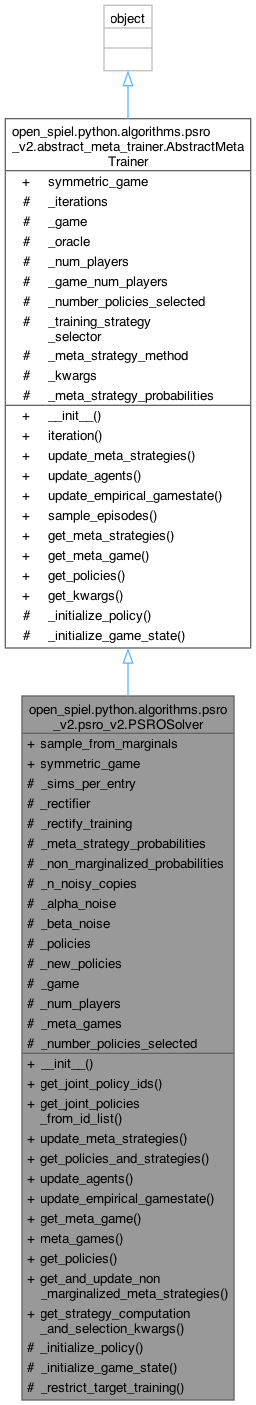 object
open_spiel.python.algorithms.psro
_v2.abstract_meta_trainer.AbstractMeta
Trainer
+ symmetric_game
# _iterations
# _game
# _oracle
# _num_players
# _game_num_players
# _number_policies_selected
# _training_strategy
_selector
# _meta_strategy_method
# _kwargs
# _meta_strategy_probabilities
+ __init__()
+ iteration()
+ update_meta_strategies()
+ update_agents()
+ update_empirical_gamestate()
+ sample_episodes()
+ get_meta_strategies()
+ get_meta_game()
+ get_policies()
+ get_kwargs()
# _initialize_policy()
# _initialize_game_state()
open_spiel.python.algorithms.psro
_v2.psro_v2.PSROSolver
+ sample_from_marginals
+ symmetric_game
# _sims_per_entry
# _rectifier
# _rectify_training
# _meta_strategy_probabilities
# _non_marginalized_probabilities
# _n_noisy_copies
# _alpha_noise
# _beta_noise
# _policies
# _new_policies
# _game
# _num_players
# _meta_games
# _number_policies_selected
+ __init__()
+ get_joint_policy_ids()
+ get_joint_policies
_from_id_list()
+ update_meta_strategies()
+ get_policies_and_strategies()
+ update_agents()
+ update_empirical_gamestate()
+ get_meta_game()
+ meta_games()
+ get_policies()
+ get_and_update_non
_marginalized_meta_strategies()
+ get_strategy_computation
_and_selection_kwargs()
# _initialize_policy()
# _initialize_game_state()
# _restrict_target_training()